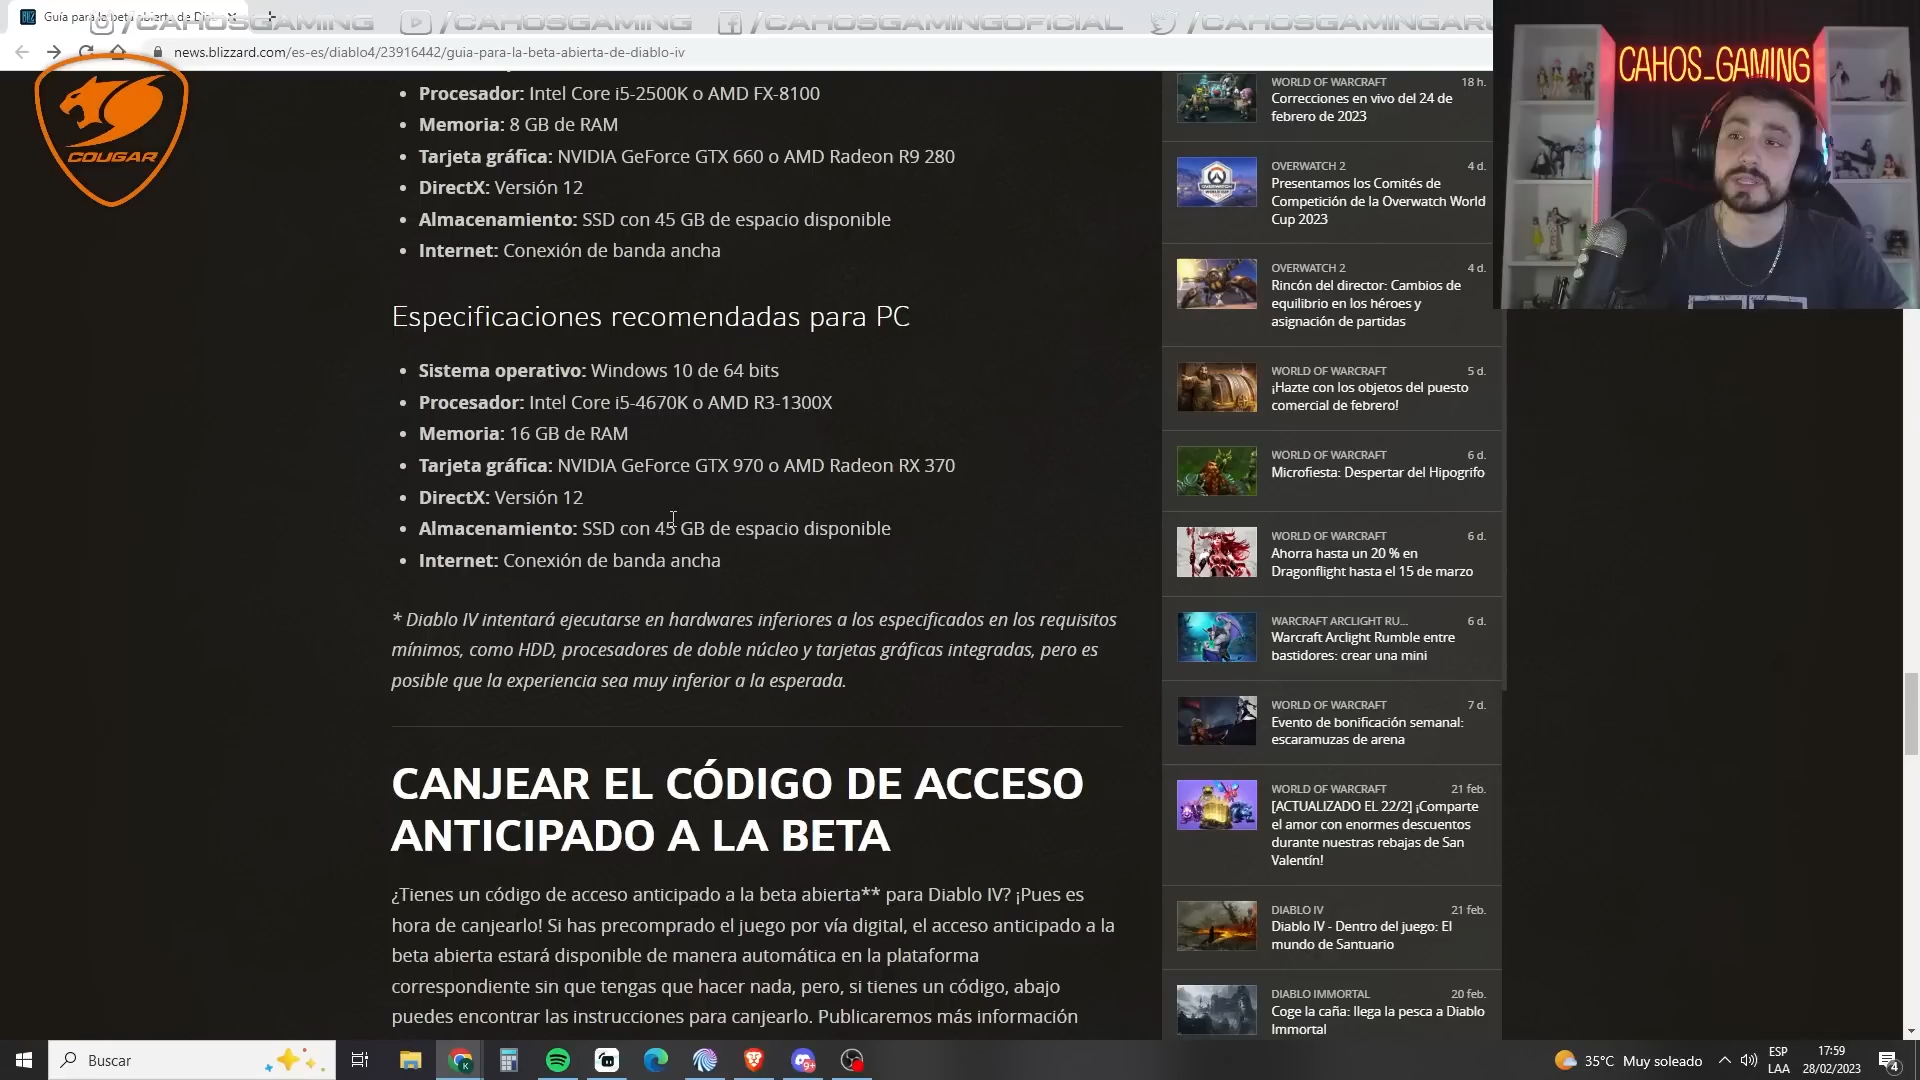 Guía para la beta abierta de Diab
/CAHOSGAMING
/CAHOSGAMING
/CAHOSGAMINGOFICIAL
news.blizzard.com/es-es/diablo4/23916442/guia-para-la-beta-abierta-de-diablo-iv
COUGAR
CAHOS_GAMING
Procesador: Intel Core i5-2500K o AMD FX-8100
Memoria: 8 GB de RAM
Tarjeta gráfica: NVIDIA GeForce GTX 660 o AMD Radeon R9 280
DirectX: Versión 12
Almacenamiento: SSD con 45 GB de espacio disponible
Internet: Conexión de banda ancha
Especificaciones recomendadas para PC
Sistema operativo: Windows 10 de 64 bits
Procesador: Intel Core i5-4670K o AMD R3-1300X
Memoria: 16 GB de RAM
Tarjeta gráfica: NVIDIA GeForce GTX 970 o AMD Radeon RX 370
DirectX: Versión 12
Almacenamiento: SSD con 45 GB de espacio disponible
Internet: Conexión de banda ancha
* Diablo IV intentará ejecutarse en hardwares inferiores a los especificados en los requisitos
mínimos, como HDD, procesadores de doble núcleo y tarjetas gráficas integradas, pero es
posible que la experiencia sea muy inferior a la esperada.
CANJEAR EL CÓDIGO DE ACCESO
ANTICIPADO A LA BETA
¿Tienes un código de acceso anticipado a la beta abierta** para Diablo IV? ¡Pues es
hora de canjearlo! Si has precomprado el juego por vía digital, el acceso anticipado a la
beta abierta estará disponible de manera automática en la plataforma
correspondiente sin que tengas que hacer nada, pero, si tienes un código, abajo
puedes encontrar las instrucciones para canjearlo. Publicaremos más información
WORLD OF WARCRAFT 18 h.
Correcciones en vivo del 24 de
febrero de 2023
OVERWATCH 2 4 d.
Presentamos los Comités de
Competición de la Overwatch World
Cup 2023
OVERWATCH 2 4 d.
Rincón del director: Cambios de
equilibrio en los héroes y
asignación de partidas
WORLD OF WARCRAFT 5 d.
¡Hazte con los objetos del puesto
comercial de febrero!
WORLD OF WARCRAFT 6 d.
Microfiesta: Despertar del Hipogrifo
WORLD OF WARCRAFT 6 d.
Ahorra hasta un 20 % en
Dragonflight hasta el 15 de marzo
WARCRAFT ARCLIGHT RU... 6 d.
Warcraft Arclight Rumble entre
bastidores: crear una mini
WORLD OF WARCRAFT 7 d.
Evento de bonificación semanal:
escaramuzas de arena
WORLD OF WARCRAFT 21 feb.
[ACTUALIZADO EL 22/2] ¡Comparte
el amor con enormes descuentos
durante nuestras rebajas de San
Valentín!
DIABLO IV 21 feb.
Diablo IV - Dentro del juego: El
mundo de Santuario
DIABLO IMMORTAL 20 feb.
Coge la caña: llega la pesca a Diablo
Immortal
Buscar
35°C Muy soleado
ESP
LAA
17:59
28/02/2023
4